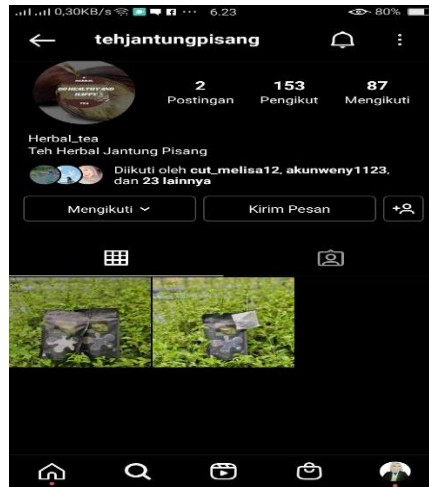 0,30KB/s 6.23 80%
tehjantungpisang
2 153 87
Postingan Pengikut Mengikuti
Herbal_tea
Teh Herbal Jantung Pisang
Diikuti oleh cut_melisa12, akunweny1123,
dan 23 lainnya
Mengikuti Kirim Pesan